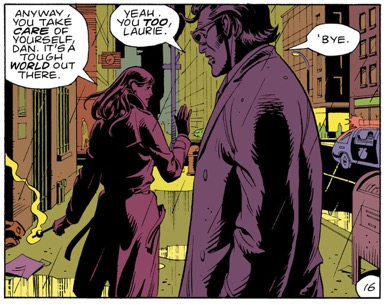 ANYWAY,
YOU TAKE
CARE OF
YOURSELF,
DAN. IT'S A
TOUGH
WORLD OUT
THERE.
YEAH.
YOU TOO,
LAURIE.
'BYE.
16